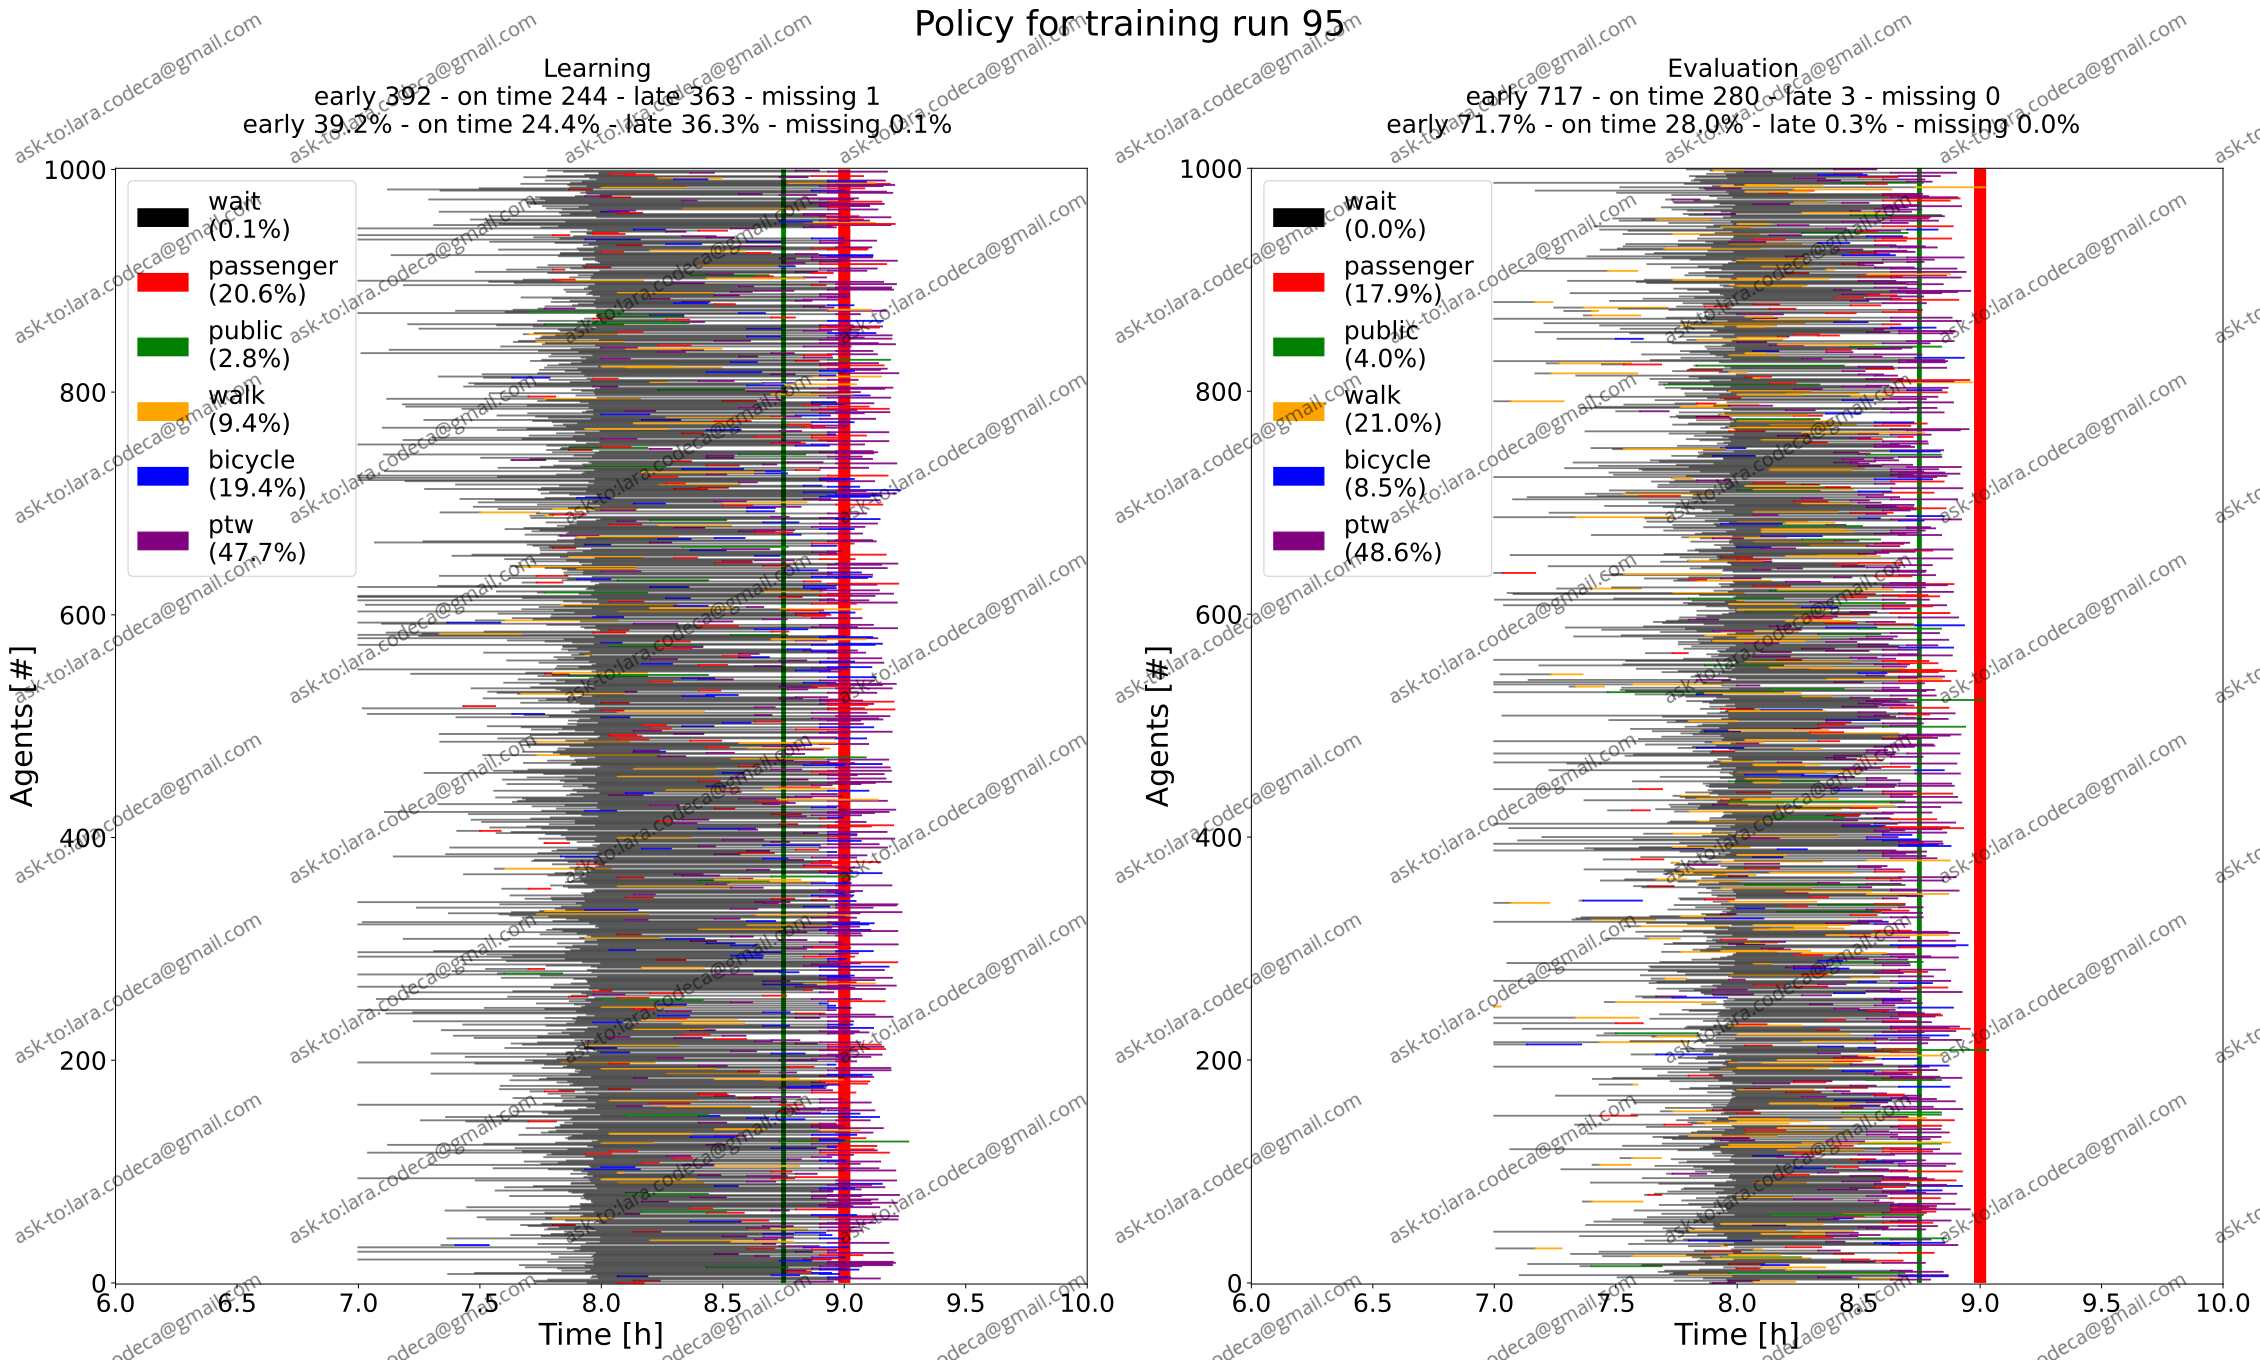 Policy for training run 95
Learning
early 392 - on time 244 - late 363 - missing 1
early 39.2% - on time 24.4% - late 36.3% - missing 0.1%
1000
800
600
400
200
0
Agents [#]
wait
(0.1%)
passenger
(20.6%)
public
(2.8%)
walk
(9.4%)
bicycle
(19.4%)
ptw
(47.7%)
6.0 6.5 7.0 7.5 8.0 8.5 9.0 9.5 10.0
Time [h]
Evaluation
early 717 - on time 280 - late 3 - missing 0
early 71.7% - on time 28.0% - late 0.3% - missing 0.0%
1000
800
600
400
200
0
Agents [#]
wait
(0.0%)
passenger
(17.9%)
public
(4.0%)
walk
(21.0%)
bicycle
(8.5%)
ptw
(48.6%)
6.0 6.5 7.0 7.5 8.0 8.5 9.0 9.5 10.0
Time [h]
ask-to:lara.codeca@gmail.com